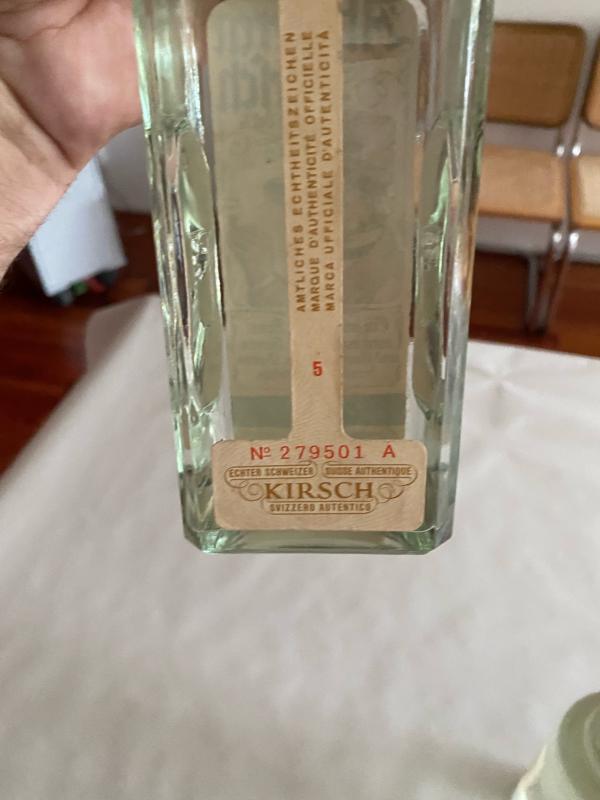 AMTLICHES ECHTHEITSZEICHEN
MARQUE D'AUTHENTICITÉ OFFICIELLE
MARCA UFFICIALE D'AUTENTICITÀ
5
Nº 279501 A
ECHTER SCHWEIZER SUISSE AUTHENTIQUE
KIRSCH
SVIZZERO AUTENTICO